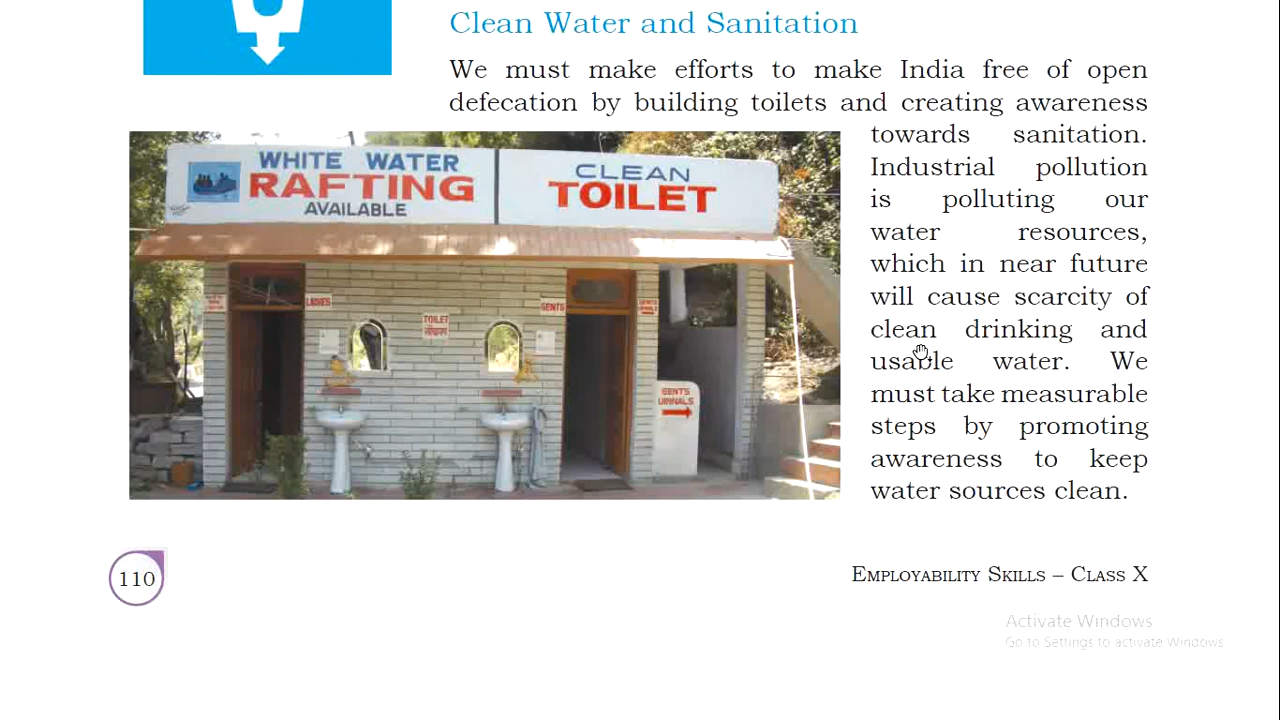 Clean Water and Sanitation
We must make efforts to make India free of open
defecation by building toilets and creating awareness
towards sanitation.
Industrial pollution
is polluting our
water resources,
which in near future
will cause scarcity of
clean drinking and
usable water. We
must take measurable
steps by promoting
awareness to keep
water sources clean.
WHITE WATER
RAFTING
AVAILABLE
CLEAN
TOILET
LADIES
TOILET
GENTS
GENTS
URINALS
110
Employability Skills – Class X
Activate Windows
Go to Settings to activate Windows.